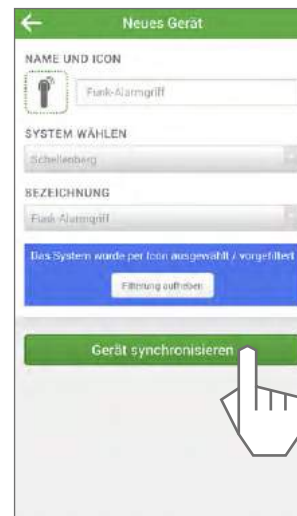 Neues Gerät
NAME UND ICON
Funk-Alarmgriff
SYSTEM WÄHLEN
Schellenberg
BEZEICHNUNG
Funk-Alarmgriff
Das System wurde per Icon ausgewählt / vorgefiltert
Filterung aufheben
Gerät synchronisieren